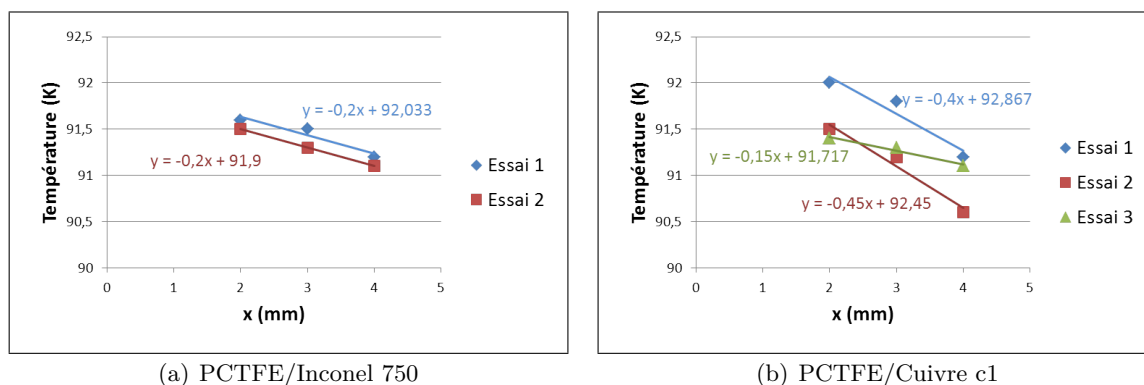 92,5
92
91,5
91
90,5
90
0
1
2
3
4
5
Température (K)
x (mm)
y = -0,2x + 92,033
y = -0,2x + 91,9
Essai 1
Essai 2
(a) PCTFE/Inconel 750
92,5
92
91,5
91
90,5
90
0
1
2
3
4
5
Température (K)
x (mm)
y = -0,4x + 92,867
y = -0,15x + 91,717
y = -0,45x + 92,45
Essai 1
Essai 2
Essai 3
(b) PCTFE/Cuivre c1